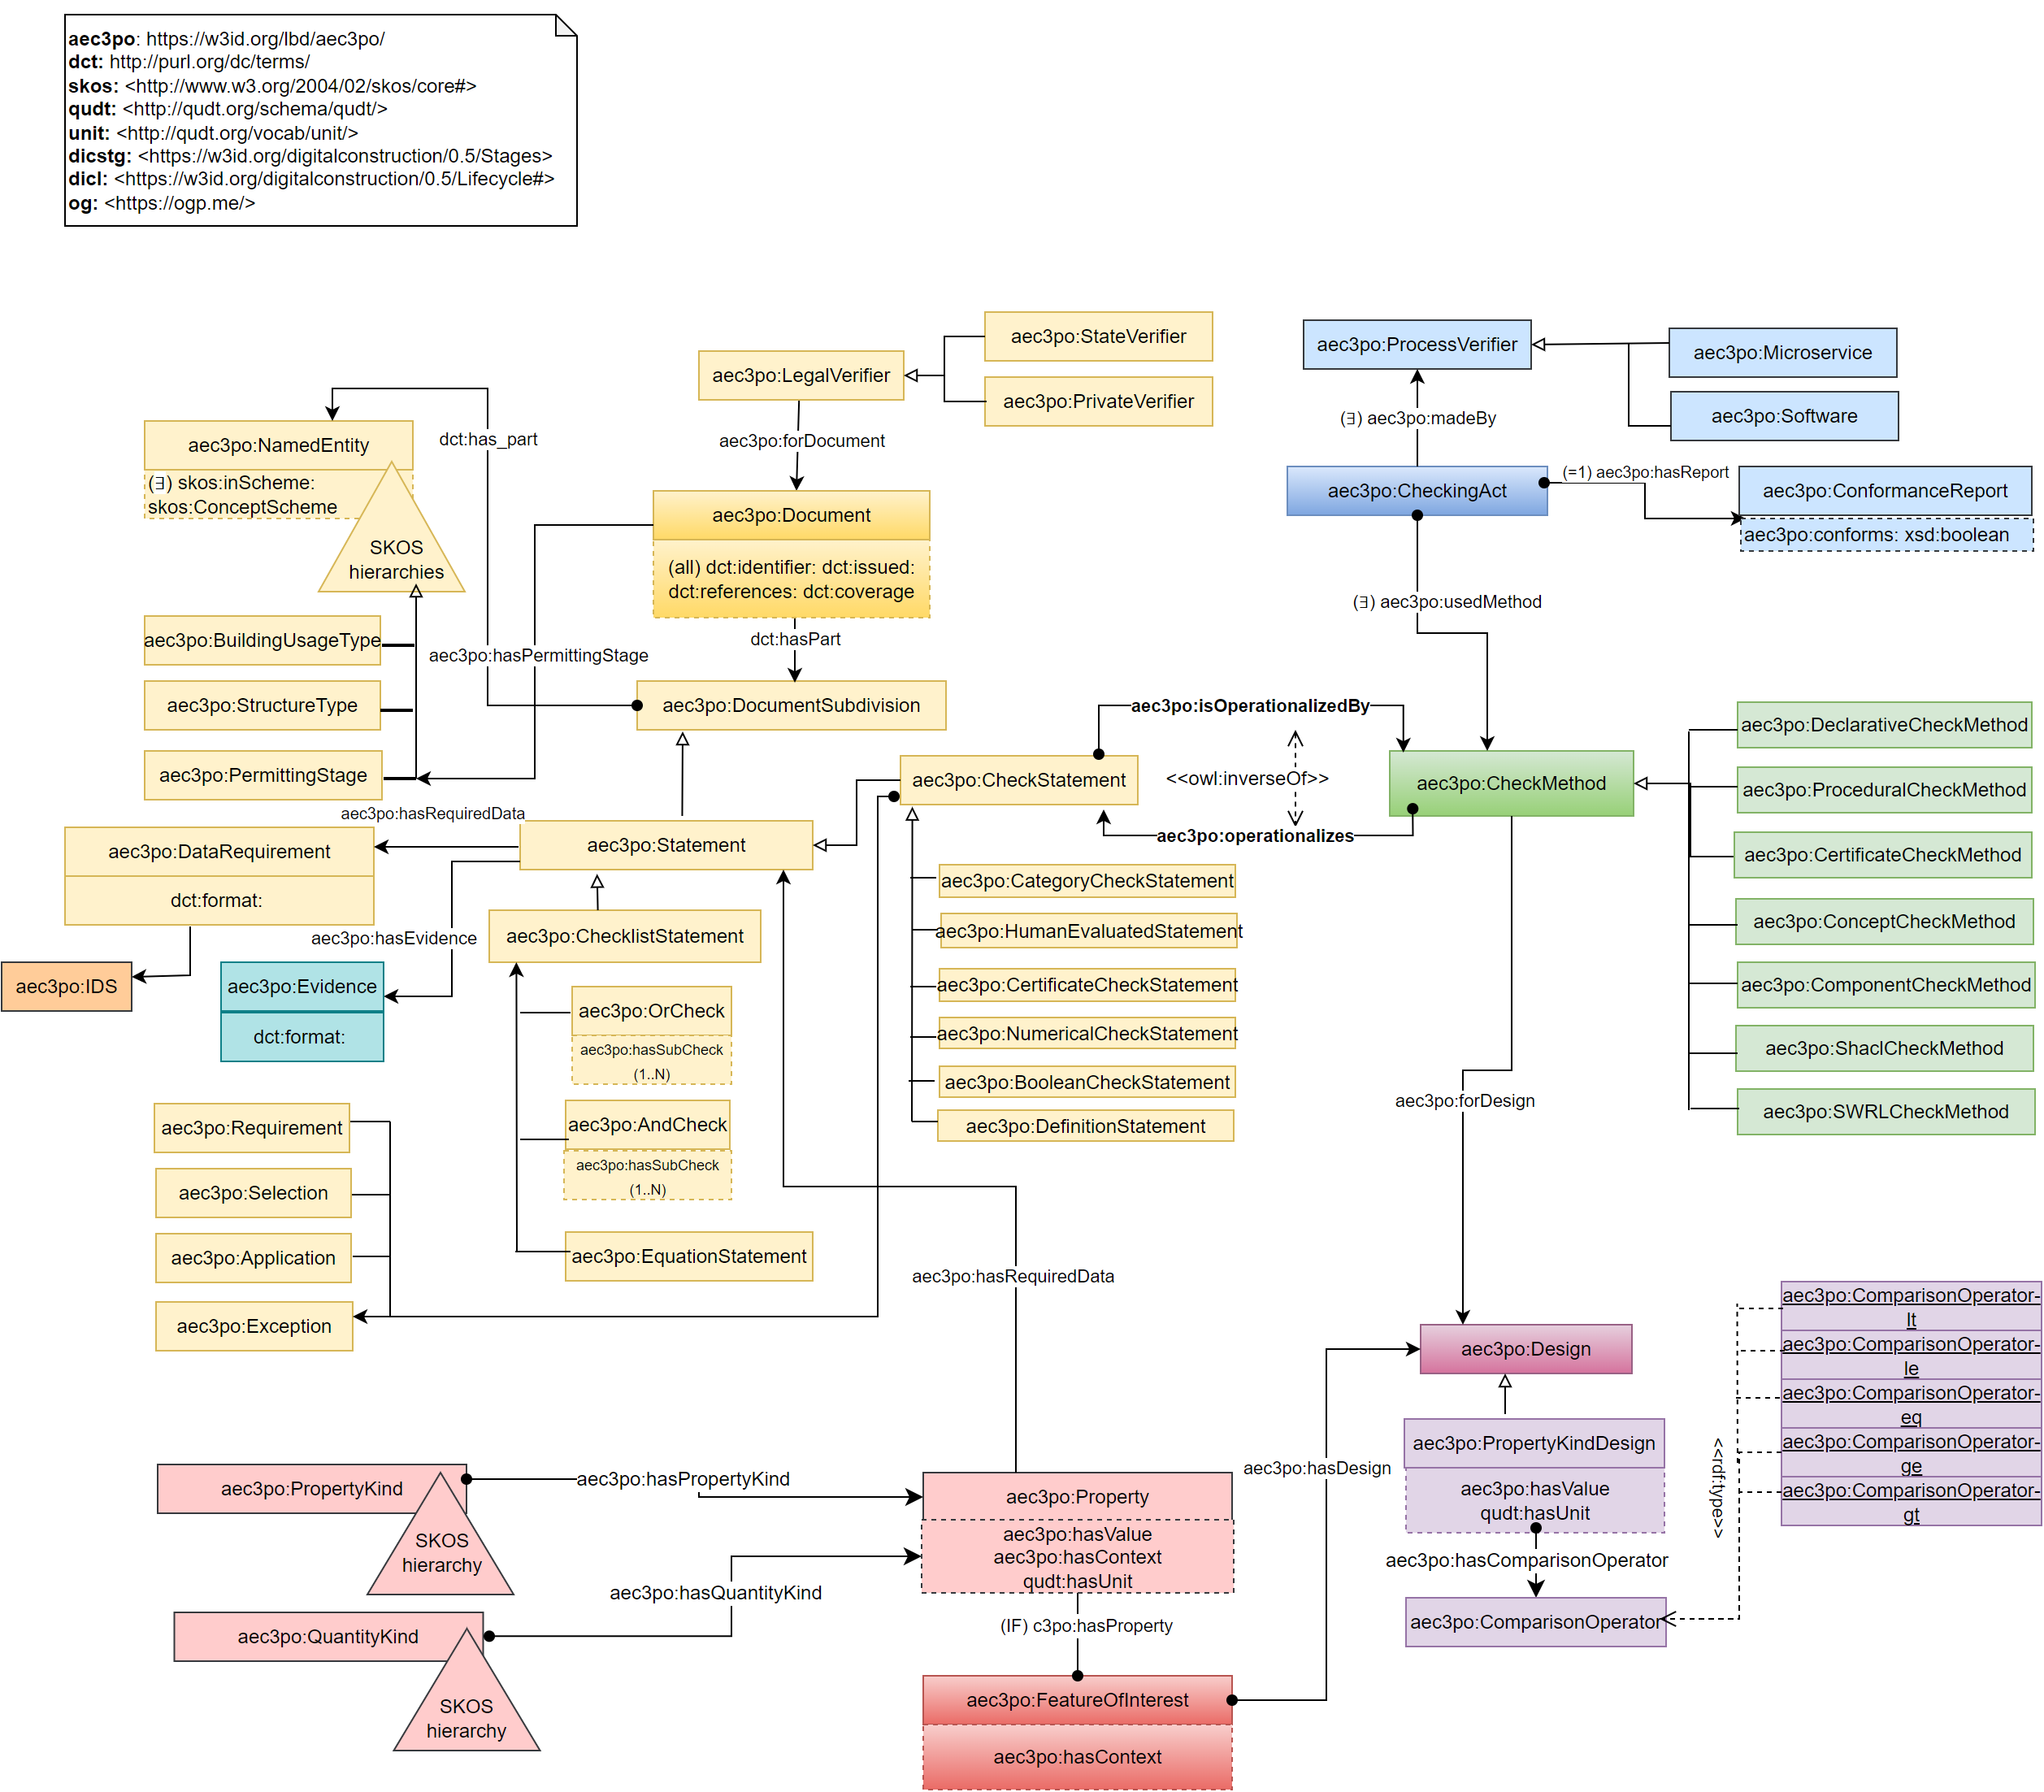 aec3po: https://w3id.org/lbd/aec3po/
dct: http://purl.org/dc/terms/
skos: <http://www.w3.org/2004/02/skos/core#>
qudt: <http://qudt.org/schema/qudt/>
unit: <http://qudt.org/vocab/unit/>
dicstg: <https://w3id.org/digitalconstruction/0.5/Stages>
dicl: <https://w3id.org/digitalconstruction/0.5/Lifecycle#>
og: <https://ogp.me/>
aec3po:StateVerifier
aec3po:LegalVerifier
aec3po:PrivateVerifier
aec3po:forDocument
aec3po:ProcessVerifier
aec3po:Microservice
aec3po:Software
(∃) aec3po:madeBy
aec3po:CheckingAct
(=1) aec3po:hasReport
aec3po:ConformanceReport
aec3po:conforms: xsd:boolean
(∃) aec3po:usedMethod
dct:has_part
aec3po:NamedEntity
(∃) skos:inScheme:
skos:ConceptScheme
SKOS
hierarchies
aec3po:Document
(all) dct:identifier: dct:issued:
dct:references: dct:coverage
dct:hasPart
aec3po:BuildingUsageType
aec3po:hasPermittingStage
aec3po:StructureType
aec3po:DocumentSubdivision
aec3po:PermittingStage
aec3po:isOperationalizedBy
<<owl:inverseOf>>
aec3po:operationalizes
aec3po:CheckStatement
aec3po:CheckMethod
aec3po:DeclarativeCheckMethod
aec3po:ProceduralCheckMethod
aec3po:CertificateCheckMethod
aec3po:ConceptCheckMethod
aec3po:ComponentCheckMethod
aec3po:ShaclCheckMethod
aec3po:SWRLCheckMethod
aec3po:hasRequiredData
aec3po:DataRequirement
dct:format:
aec3po:Statement
aec3po:hasEvidence
aec3po:ChecklistStatement
aec3po:IDS
aec3po:Evidence
dct:format:
aec3po:OrCheck
aec3po:hasSubCheck
(1..N)
aec3po:AndCheck
aec3po:hasSubCheck
(1..N)
aec3po:EquationStatement
aec3po:CategoryCheckStatement
aec3po:HumanEvaluatedStatement
aec3po:CertificateCheckStatement
aec3po:NumericalCheckStatement
aec3po:BooleanCheckStatement
aec3po:DefinitionStatement
aec3po:Requirement
aec3po:Selection
aec3po:Application
aec3po:Exception
aec3po:hasRequiredData
aec3po:forDesign
aec3po:Design
aec3po:hasDesign
aec3po:PropertyKindDesign
aec3po:hasValue
qudt:hasUnit
aec3po:hasComparisonOperator
aec3po:ComparisonOperator
<<rdf:type>>
aec3po:ComparisonOperator-
lt
aec3po:ComparisonOperator-
le
aec3po:ComparisonOperator-
eq
aec3po:ComparisonOperator-
ge
aec3po:ComparisonOperator-
gt
aec3po:PropertyKind
SKOS
hierarchy
aec3po:hasPropertyKind
aec3po:QuantityKind
SKOS
hierarchy
aec3po:hasQuantityKind
aec3po:Property
aec3po:hasValue
aec3po:hasContext
qudt:hasUnit
(IF) c3po:hasProperty
aec3po:FeatureOfInterest
aec3po:hasContext